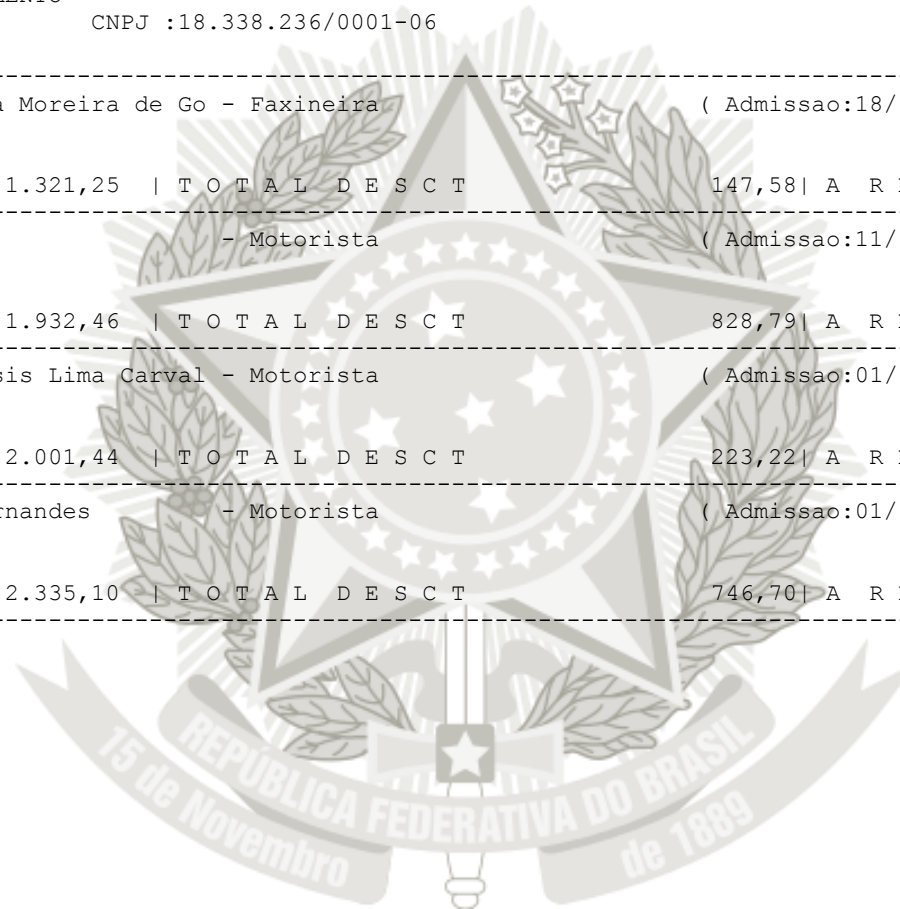 CNPJ :18.338.236/0001-06
--------------------------------------------------------------
Moreira de Go - Faxineira ( Admissao:18/
1.321,25 | T O T A L D E S C T 147,58| A R
--------------------------------------------------------------
- Motorista ( Admissao:11/
1.932,46 | T O T A L D E S C T 828,79| A R
--------------------------------------------------------------
sis Lima Carval - Motorista ( Admissao:01/
2.001,44 | T O T A L D E S C T 223,22| A R
--------------------------------------------------------------
rnandes - Motorista ( Admissao:01/
2.335,10 | T O T A L D E S C T 746,70| A R
--------------------------------------------------------------
REPÚBLICA FEDERATIVA DO BRASIL
15 de Novembro de 1889